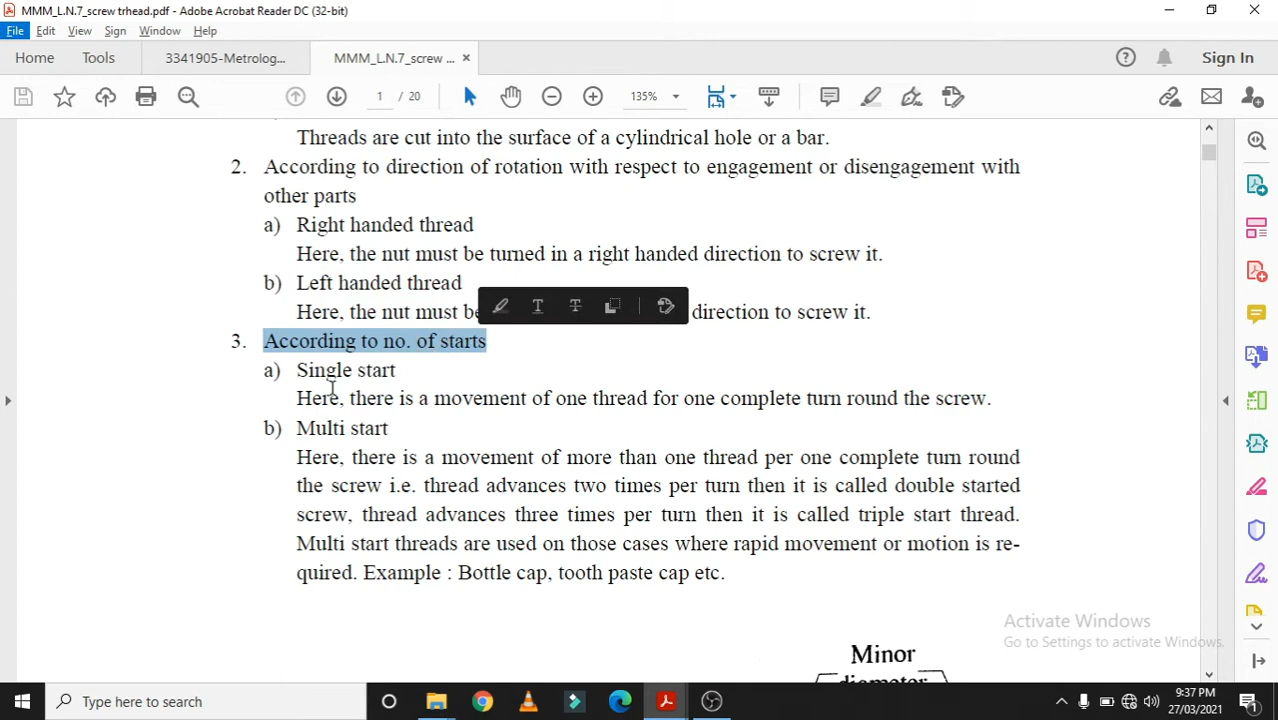 MMM_L.N.7_screw trhead.pdf - Adobe Acrobat Reader DC (32-bit)
File Edit View Sign Window Help
Home Tools 3341905-Metrolog... MMM_L.N.7_screw ... × Sign In
1 / 20 135%
Threads are cut into the surface of a cylindrical hole or a bar.
2. According to direction of rotation with respect to engagement or disengagement with
other parts
a) Right handed thread
Here, the nut must be turned in a right handed direction to screw it.
b) Left handed thread
Here, the nut must be direction to screw it.
3. According to no. of starts
a) Single start
Here, there is a movement of one thread for one complete turn round the screw.
b) Multi start
Here, there is a movement of more than one thread per one complete turn round
the screw i.e. thread advances two times per turn then it is called double started
screw, thread advances three times per turn then it is called triple start thread.
Multi start threads are used on those cases where rapid movement or motion is re-
quired. Example : Bottle cap, tooth paste cap etc.
Minor
diameter
Activate Windows
Go to Settings to activate Windows.
Type here to search
9:37 PM
27/03/2021
1